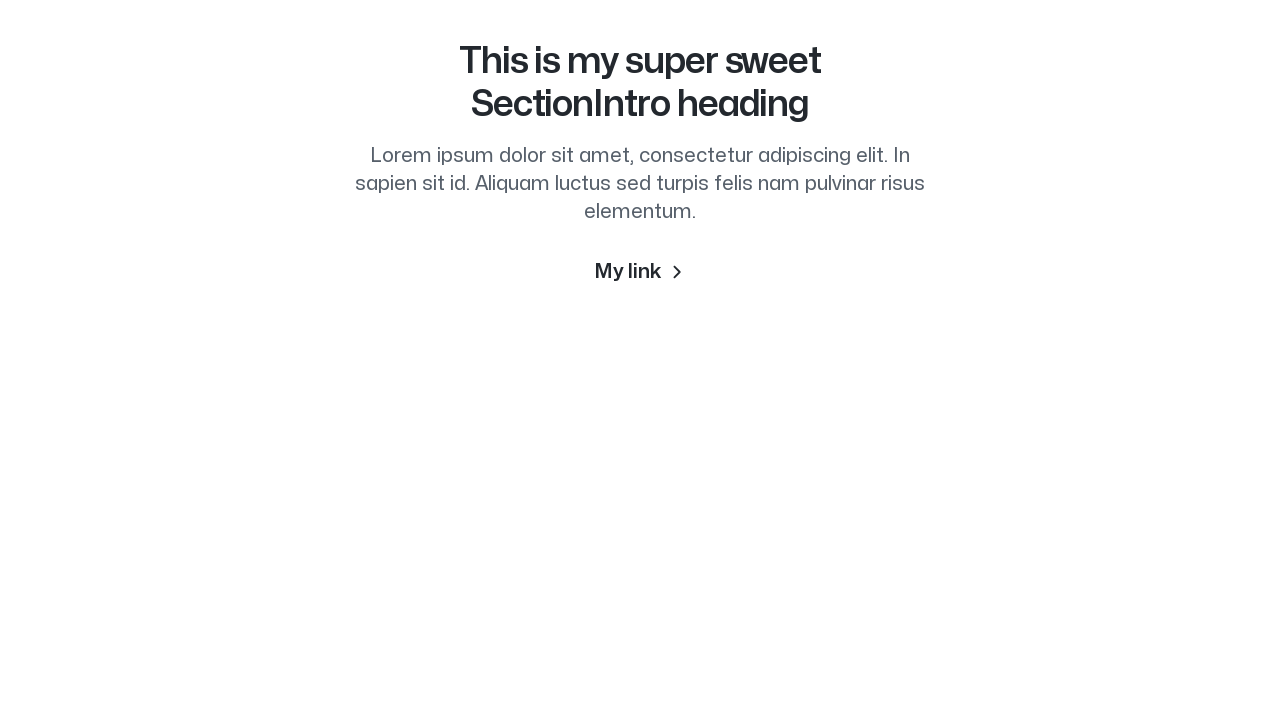 This is my super sweet
SectionIntro heading
Lorem ipsum dolor sit amet, consectetur adipiscing elit. In
sapien sit id. Aliquam luctus sed turpis felis nam pulvinar risus
elementum.
My link